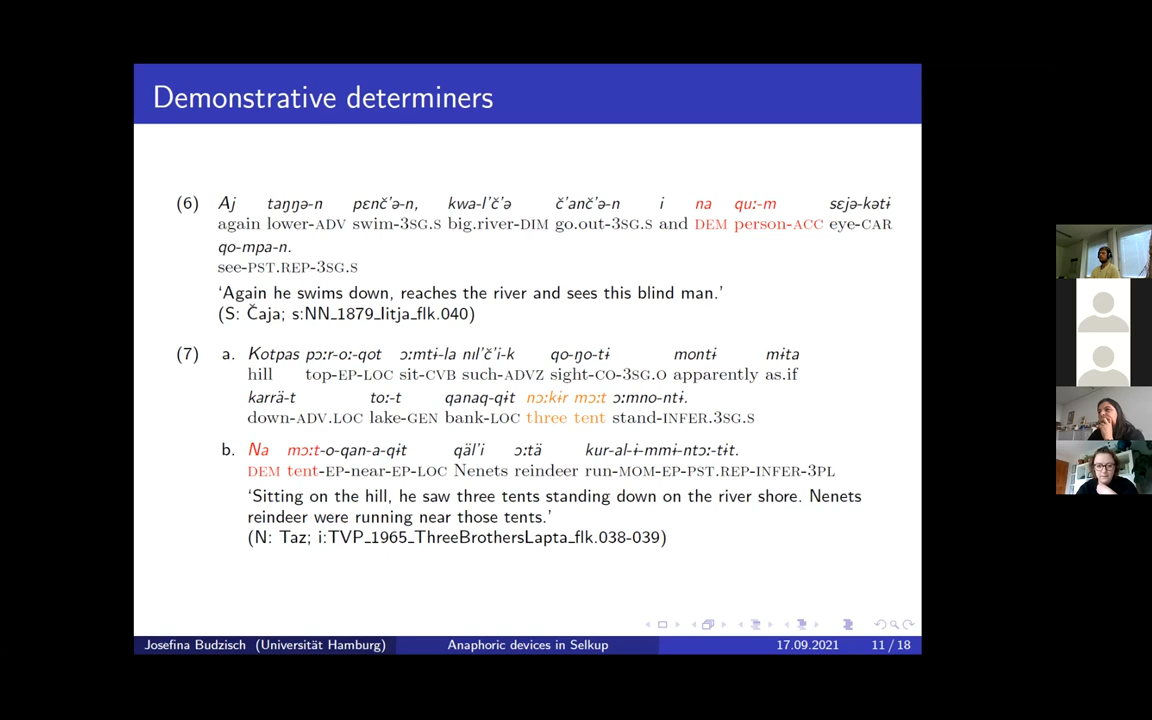 Demonstrative determiners
(6) Aj taŋŋə-n pɛnč’ə-n, kwa-l’č’ə č’anč’ə-n i na quː-m sɛjə-kətɨ
again lower-ADV swim-3SG.S big.river-DIM go.out-3SG.S and DEM person-ACC eye-CAR
qo-mpa-n.
see-PST.REP-3SG.S
‘Again he swims down, reaches the river and sees this blind man.’
(S: Čaja; s:NN_1879_Iitja_flk.040)
(7) a. Kotpas pɔːr-oː-qot ɔːmtɨ-la nɪl’č’i-k qo-ŋo-tɨ montɨ mɨta
hill top-EP-LOC sit-CVB such-ADVZ sight-CO-3SG.O apparently as.if
karrä-t toː-t qanaq-qɨt nɔːkɨr mɔːt ɔːmno-ntɨ.
down-ADV.LOC lake-GEN bank-LOC three tent stand-INFER.3SG.S
b. Na mɔːt-o-qan-a-qɨt qäl’i ɔːtä kur-al-ɨ-mmɨ-ntɔː-tɨt.
DEM tent-EP-near-EP-LOC Nenets reindeer run-MOM-EP-PST.REP-INFER-3PL
‘Sitting on the hill, he saw three tents standing down on the river shore. Nenets
reindeer were running near those tents.’
(N: Taz; i:TVP_1965_ThreeBrothersLapta_flk.038-039)
Josefina Budzisch (Universität Hamburg) Anaphoric devices in Selkup 17.09.2021 11 / 18